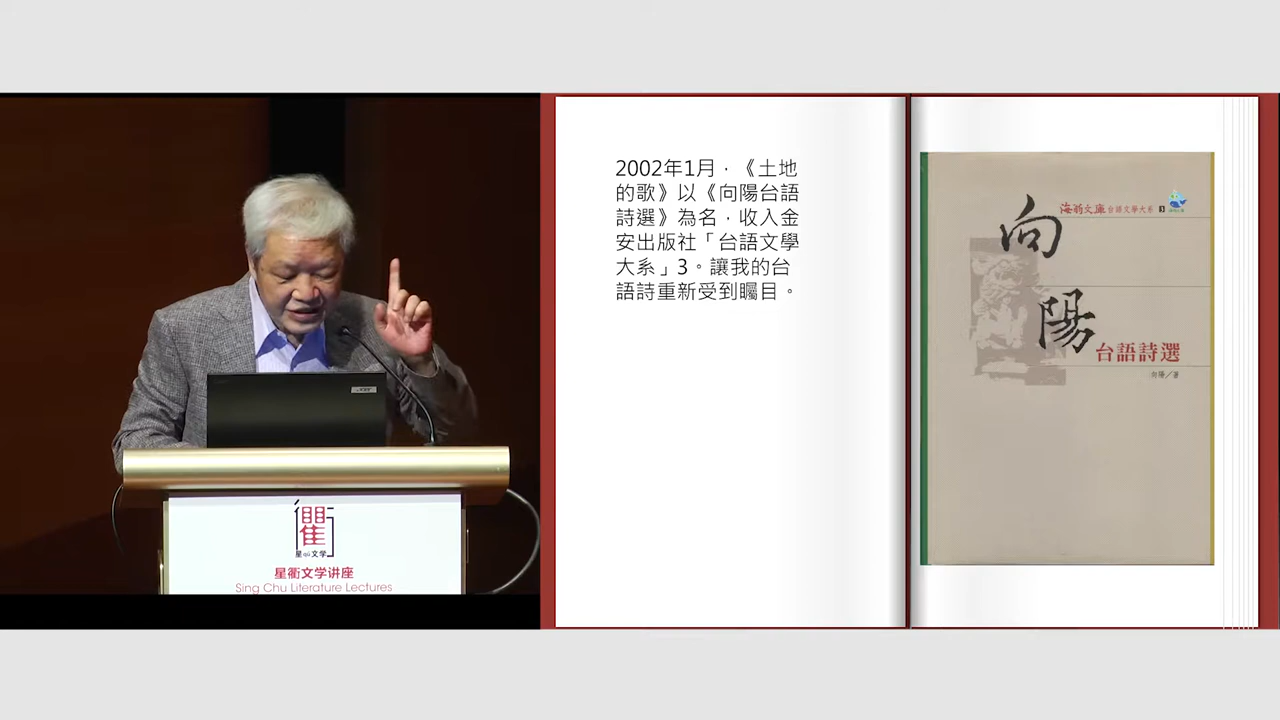 2002年1月，《土地
的歌》以《向陽台語
詩選》為名，收入金
安出版社「台語文學
大系」3。讓我的台
語詩重新受到矚目。
海翁文庫 台語文學大系 3
向
陽
台語詩選
向陽／著
acer
衢
星qú文学
星衢文学讲座
Sing Chu Literature Lectures